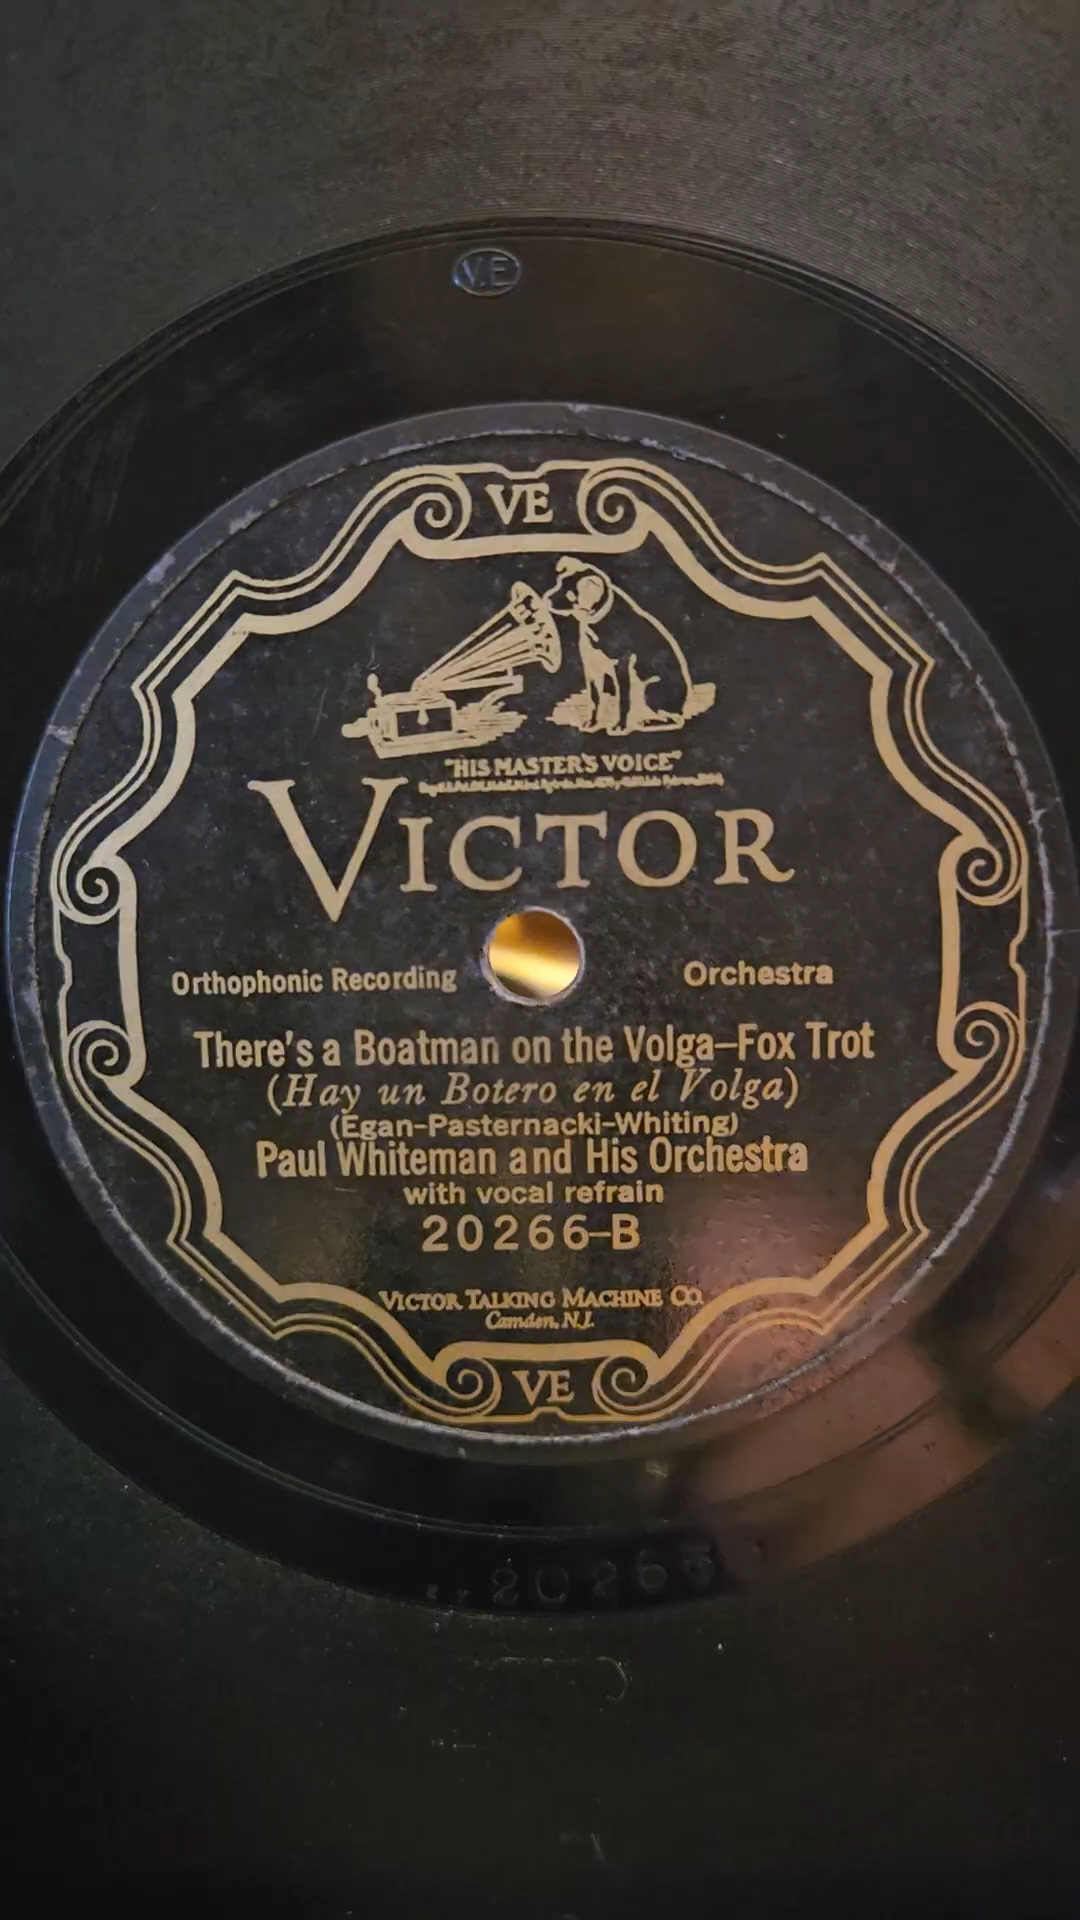 V.E
VE
"HIS MASTER'S VOICE"
VICTOR
Orthophonic Recording
Orchestra
There's a Boatman on the Volga–Fox Trot
(Hay un Botero en el Volga)
(Egan-Pasternacki-Whiting)
Paul Whiteman and His Orchestra
with vocal refrain
20266–B
VICTOR TALKING MACHINE CO.
Camden, N.J.
VE
20266